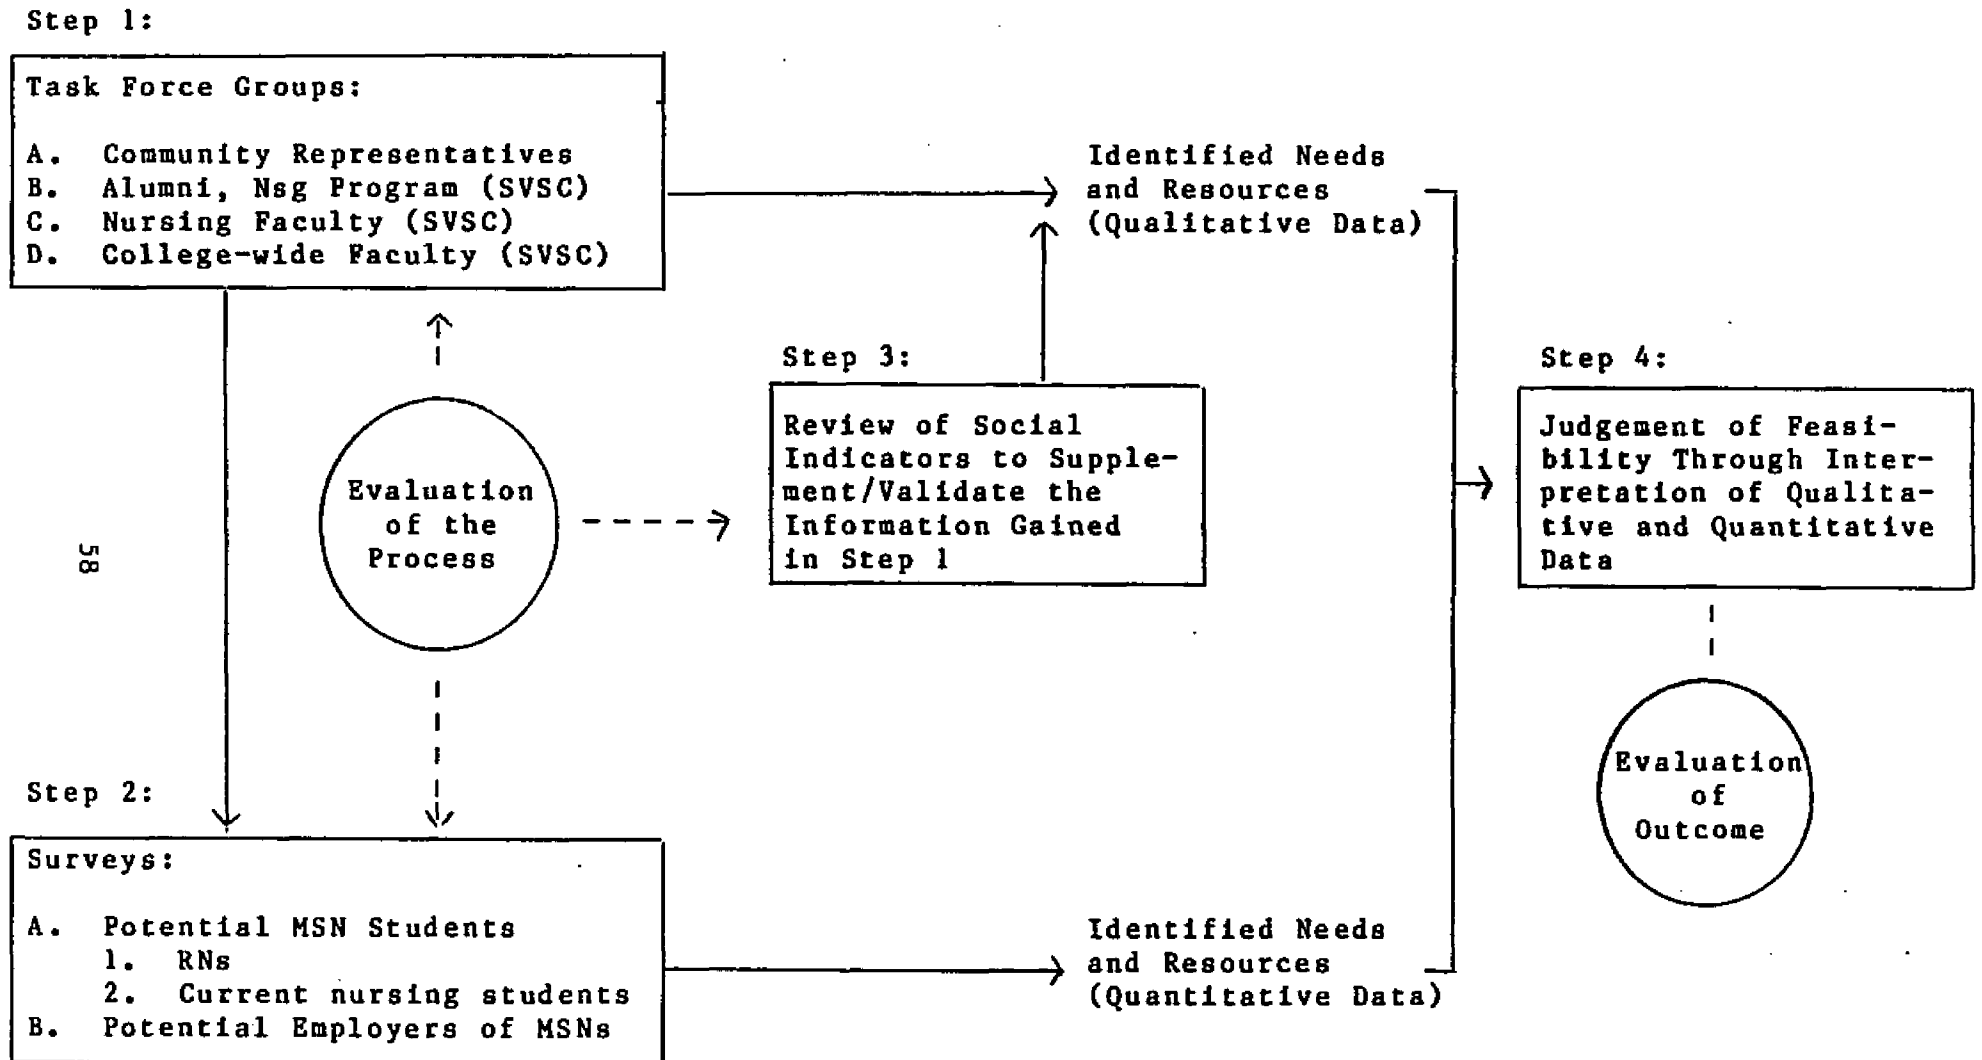 Step 1:
Task Force Groups:
A. Community Representatives
B. Alumni, Nsg Program (SVSC)
C. Nursing Faculty (SVSC)
D. College-wide Faculty (SVSC)
Identified Needs
and Resources
(Qualitative Data)
Evaluation
of the
Process
Step 3:
Review of Social
Indicators to Supple-
ment/Validate the
Information Gained
in Step 1
Step 4:
Judgement of Feasi-
bility Through Inter-
pretation of Qualita-
tive and Quantitative
Data
Evaluation
of
Outcome
58
Step 2:
Surveys:
A. Potential MSN Students
1. RNs
2. Current nursing students
B. Potential Employers of MSNs
Identified Needs
and Resources
(Quantitative Data)